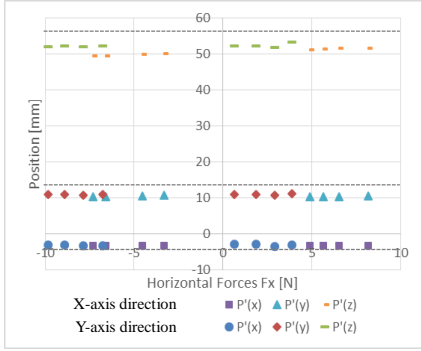 60
50
40
30
20
10
0
-10
Position [mm]
-10 -5 0 5 10
Horizontal Forces Fx [N]
X-axis direction P'(x) P'(y) P'(z)
Y-axis direction P'(x) P'(y) P'(z)